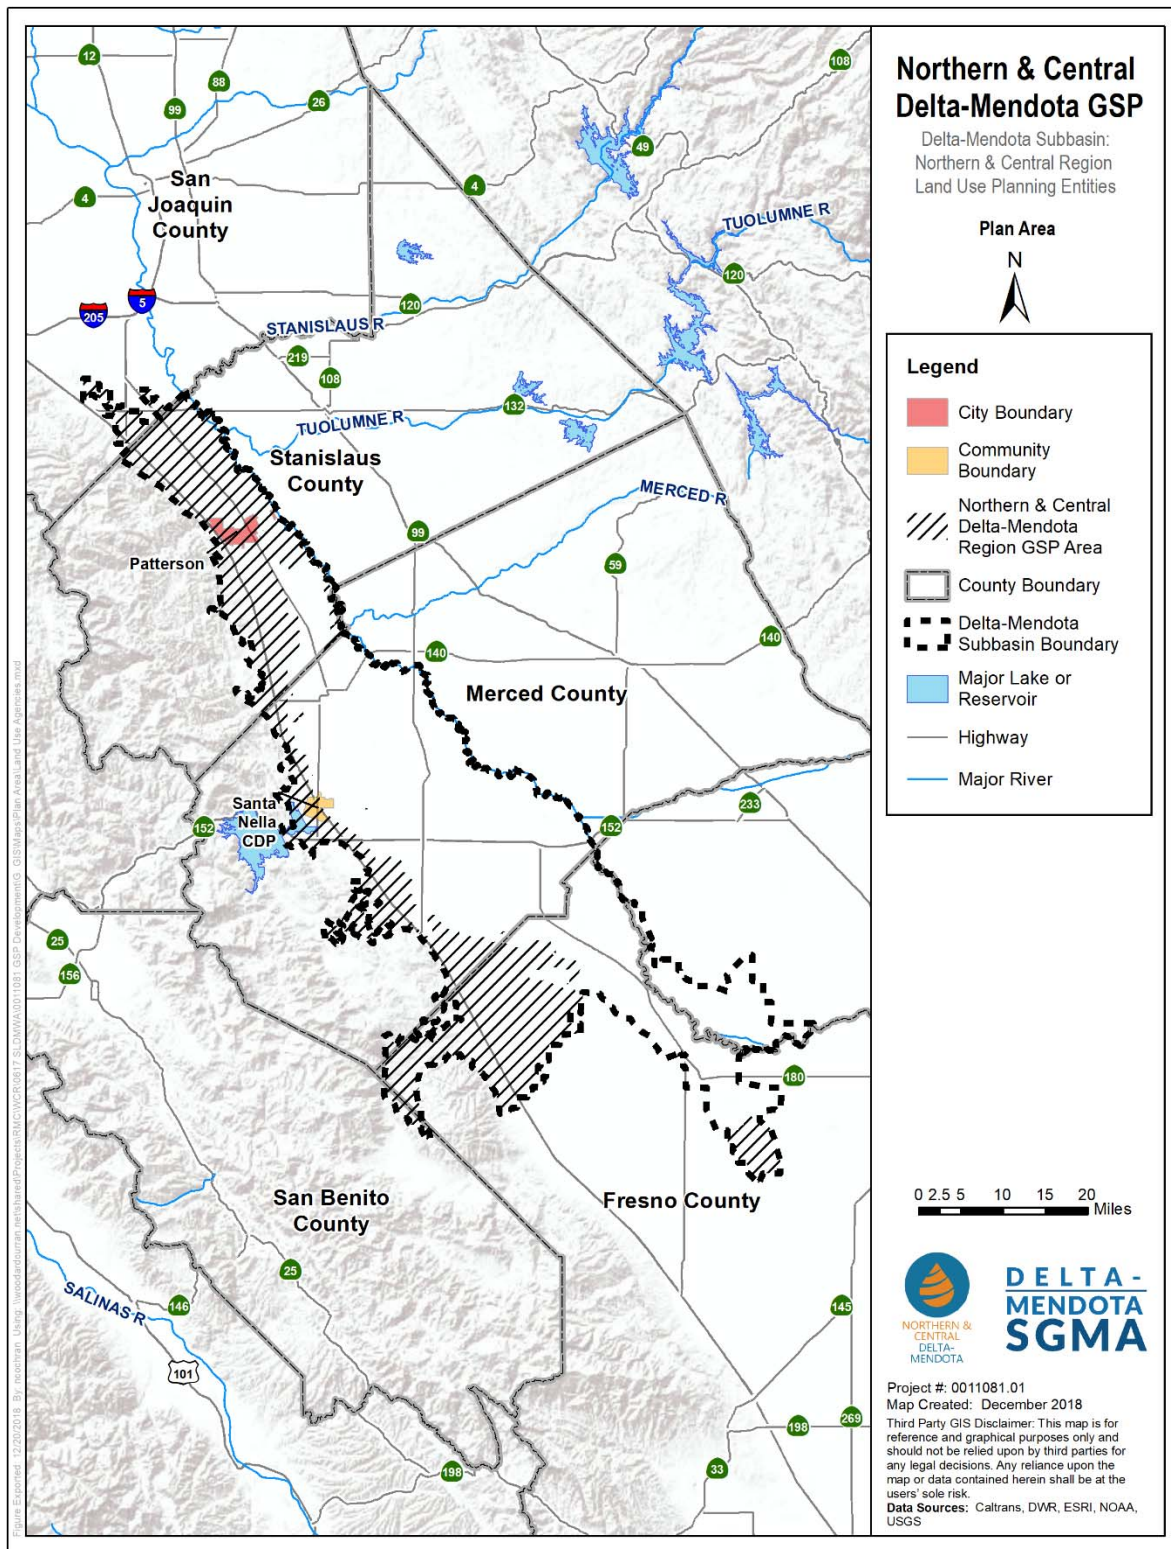 Northern & Central
Delta-Mendota GSP
Delta-Mendota Subbasin:
Northern & Central Region
Land Use Planning Entities
Plan Area
N
Legend
City Boundary
Community
Boundary
Northern & Central
Delta-Mendota
Region GSP Area
County Boundary
Delta-Mendota
Subbasin Boundary
Major Lake or
Reservoir
Highway
Major River
0 2.5 5 10 15 20
Miles
NORTHERN &
CENTRAL
DELTA-
MENDOTA
DELTA-
MENDOTA
SGMA
Project #: 0011081.01
Map Created: December 2018
Third Party GIS Disclaimer: This map is for
reference and graphical purposes only and
should not be relied upon by third parties for
any legal decisions. Any reliance upon the
map or data contained herein shall be at the
users' sole risk.
Data Sources: Caltrans, DWR, ESRI, NOAA,
USGS
12
88
99
26
108
49
4
San
Joaquin
County
4
TUOLUMNE R
120
5
205
120
STANISLAUS R
219
108
132
TUOLUMNE R
Stanislaus
County
MERCED R
99
59
Patterson
140
140
Merced County
Santa
Nella
CDP
152
233
152
25
156
180
San Benito
County
Fresno County
25
SALINAS R
146
101
145
198
269
198
33